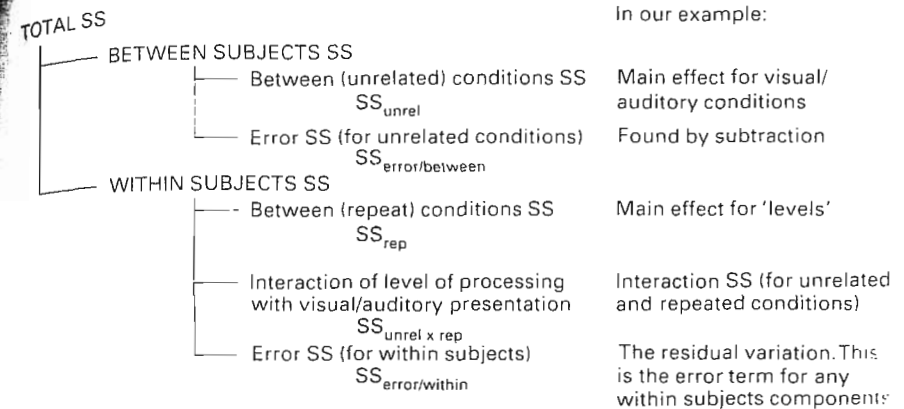 In our example:
TOTAL SS
BETWEEN SUBJECTS SS
Between (unrelated) conditions SS Main effect for visual/
SSunrel auditory conditions
Error SS (for unrelated conditions) Found by subtraction
SSerror/between
WITHIN SUBJECTS SS
Between (repeat) conditions SS Main effect for 'levels'
SSrep
Interaction of level of processing Interaction SS (for unrelated
with visual/auditory presentation and repeated conditions)
SSunrel x rep
Error SS (for within subjects) The residual variation. This
SSerror/within is the error term for any
within subjects components